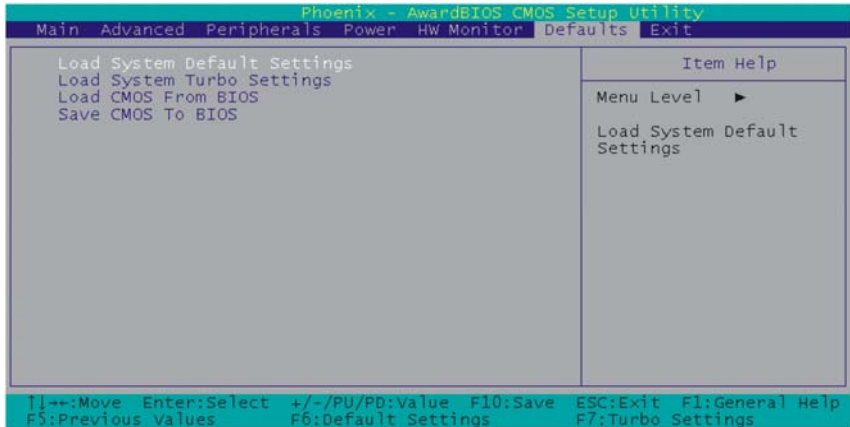 Phoenix - AwardBIOS CMOS Setup Utility
Main Advanced Peripherals Power HW Monitor Defaults Exit
Load System Default Settings
Load System Turbo Settings
Load CMOS From BIOS
Save CMOS To BIOS
Item Help
Menu Level ►
Load System Default
Settings
↑↓→←:Move Enter:Select +/-/PU/PD:Value F10:Save ESC:Exit F1:General Help
F5:Previous Values F6:Default Settings F7:Turbo Settings